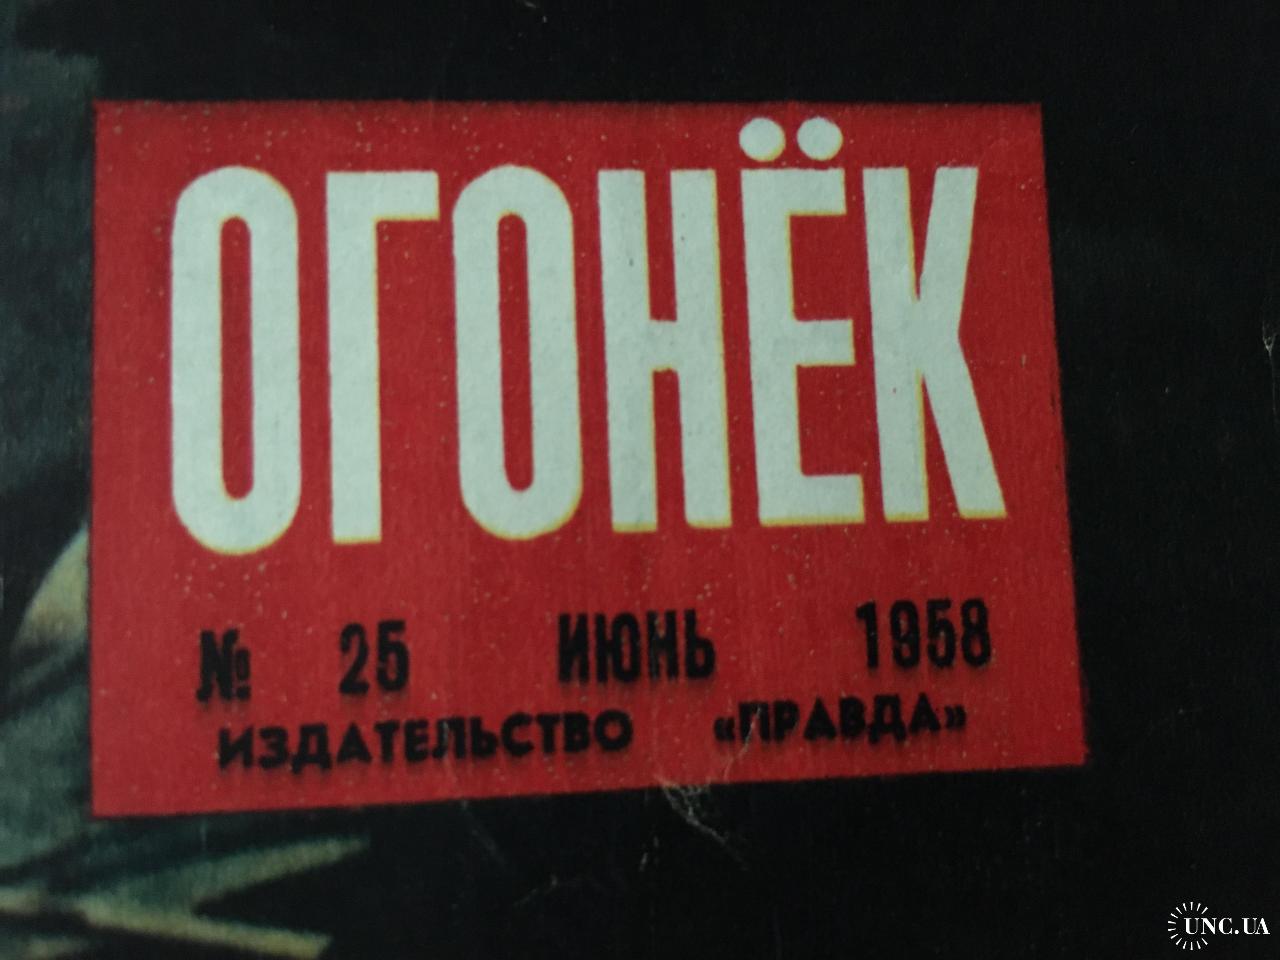 ОГОНЁК
№ 25 ИЮНЬ 1958
ИЗДАТЕЛЬСТВО «ПРАВДА»
UNC.UA